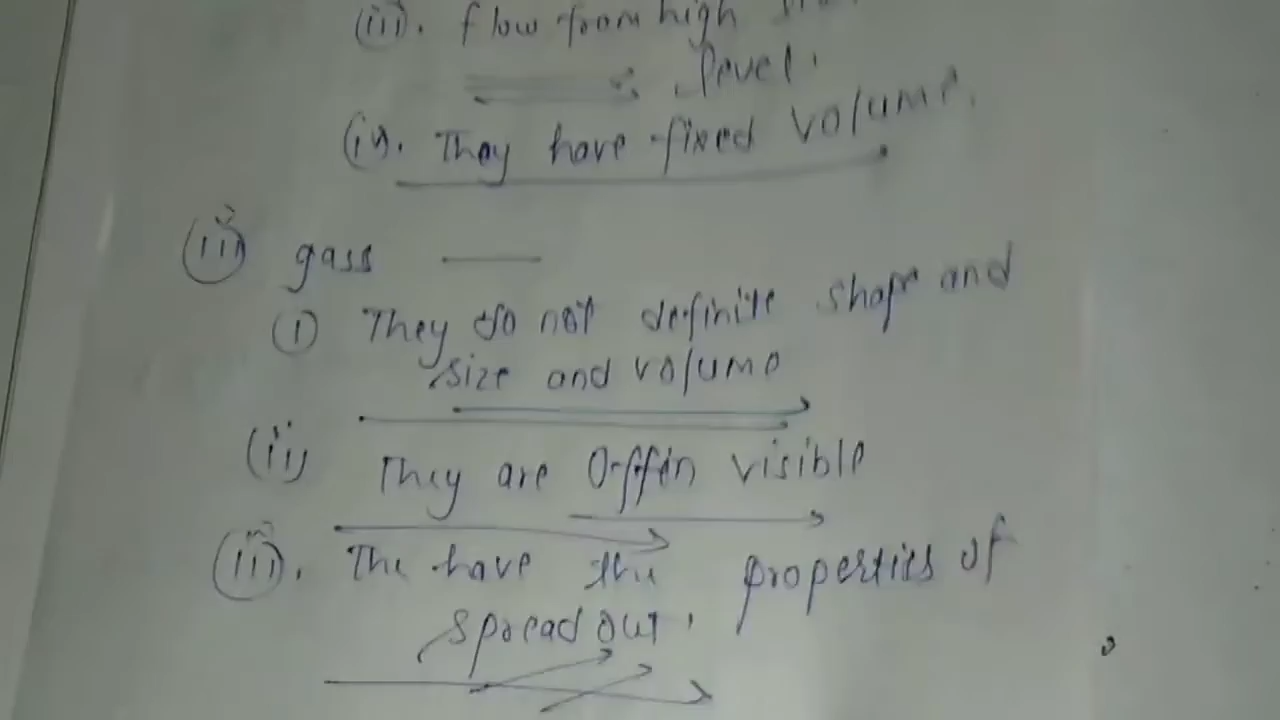 (iii). flow from high
level.
(iv). They have fixed volume.
(iii) gass —
(i) They do not definite shape and
size and volume
(ii) They are offin visible
(iii). The have the properties of
spread out.